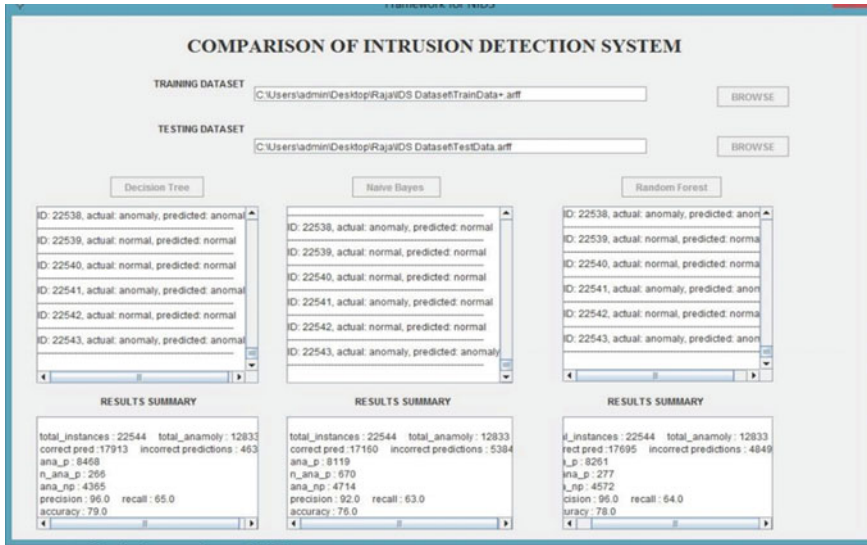 Framework for NIDS
COMPARISON OF INTRUSION DETECTION SYSTEM
TRAINING DATASET
C:\Users\admin\Desktop\Raja\IDS Dataset\TrainData+.arff
BROWSE
TESTING DATASET
C:\Users\admin\Desktop\Raja\IDS Dataset\TestData.arff
BROWSE
Decision Tree
ID: 22538, actual: anomaly, predicted: anomal
ID: 22539, actual: normal, predicted: normal
ID: 22540, actual: normal, predicted: normal
ID: 22541, actual: anomaly, predicted: anomal
ID: 22542, actual: normal, predicted: normal
ID: 22543, actual: anomaly, predicted: anomal
Naive Bayes
ID: 22538, actual: anomaly, predicted: normal
ID: 22539, actual: normal, predicted: normal
ID: 22540, actual: normal, predicted: normal
ID: 22541, actual: anomaly, predicted: normal
ID: 22542, actual: normal, predicted: normal
ID: 22543, actual: anomaly, predicted: anomaly
Random Forest
ID: 22538, actual: anomaly, predicted: anon
ID: 22539, actual: normal, predicted: norma
ID: 22540, actual: normal, predicted: norma
ID: 22541, actual: anomaly, predicted: anon
ID: 22542, actual: normal, predicted: norma
ID: 22543, actual: anomaly, predicted: anon
RESULTS SUMMARY
total_instances : 22544 total_anamoly : 12833
correct pred :17913 incorrect predictions : 463
ana_p : 8468
n_ana_p : 266
ana_np : 4365
precision : 96.0 recall : 65.0
accuracy : 79.0
RESULTS SUMMARY
total_instances : 22544 total_anamoly : 12833
correct pred :17160 incorrect predictions : 5384
ana_p : 8119
n_ana_p : 670
ana_np : 4714
precision : 92.0 recall : 63.0
accuracy : 76.0
RESULTS SUMMARY
l_instances : 22544 total_anamoly : 12833
rect pred :17695 incorrect predictions : 4849
a_p : 8261
na_p : 277
a_np : 4572
cision : 96.0 recall : 64.0
uracy : 78.0